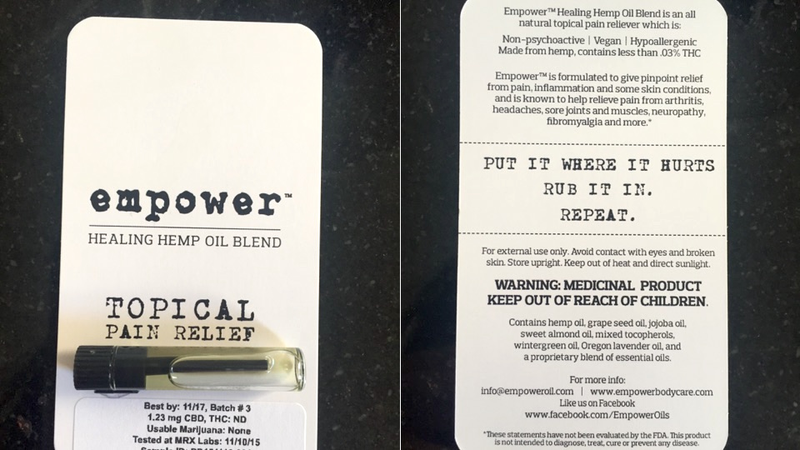 empower™
HEALING HEMP OIL BLEND
TOPICAL
PAIN RELIEF
Best by: 11/17, Batch # 3
1.23 mg CBD, THC: ND
Usable Marijuana: None
Tested at MRX Labs: 11/10/15
Empower™ Healing Hemp Oil Blend is an all
natural topical pain reliever which is:
Non-psychoactive | Vegan | Hypoallergenic
Made from hemp, contains less than .03% THC
Empower™ is formulated to give pinpoint relief
from pain, inflammation and some skin conditions,
and is known to help relieve pain from arthritis,
headaches, sore joints and muscles, neuropathy,
fibromyalgia and more.*
PUT IT WHERE IT HURTS
RUB IT IN.
REPEAT.
For external use only. Avoid contact with eyes and broken
skin. Store upright. Keep out of heat and direct sunlight.
WARNING: MEDICINAL PRODUCT
KEEP OUT OF REACH OF CHILDREN.
Contains hemp oil, grape seed oil, jojoba oil,
sweet almond oil, mixed tocopherols,
wintergreen oil, Oregon lavender oil, and
a proprietary blend of essential oils.
For more info:
info@empoweroil.com | www.empowerbodycare.com
Like us on Facebook
www.facebook.com/EmpowerOils
*These statements have not been evaluated by the FDA. This product
is not intended to diagnose, treat, cure or prevent any disease.